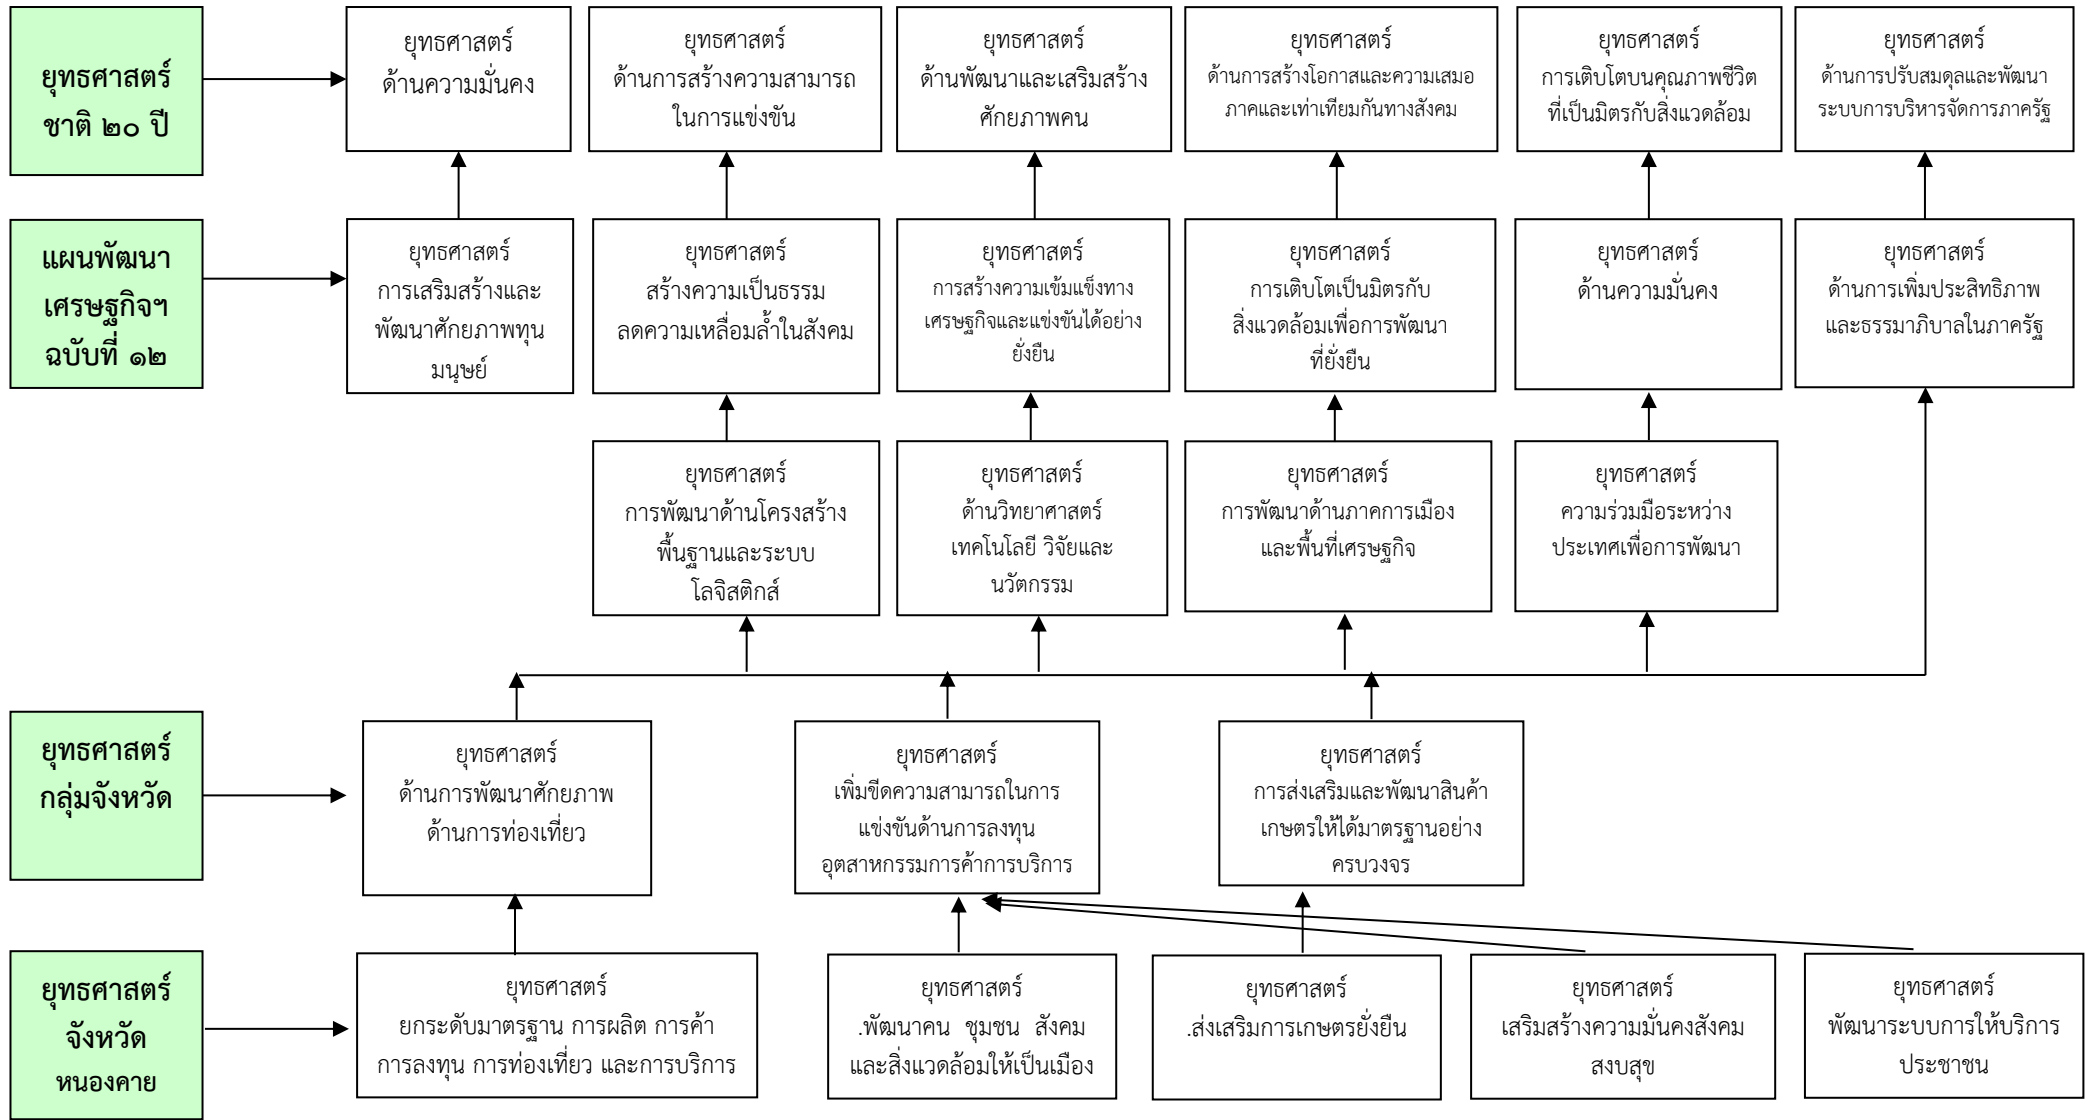 ยุทธศาสตร์
ชาติ ๒๐ ปี
ยุทธศาสตร์
ด้านความมั่นคง
ยุทธศาสตร์
ด้านการสร้างความสามารถ
ในการแข่งขัน
ยุทธศาสตร์
ด้านพัฒนาและเสริมสร้าง
ศักยภาพคน
ยุทธศาสตร์
ด้านการสร้างโอกาสและความเสมอ
ภาคและเท่าเทียมกันทางสังคม
ยุทธศาสตร์
การเติบโตบนคุณภาพชีวิต
ที่เป็นมิตรกับสิ่งแวดล้อม
ยุทธศาสตร์
ด้านการปรับสมดุลและพัฒนา
ระบบการบริหารจัดการภาครัฐ
แผนพัฒนา
เศรษฐกิจฯ
ฉบับที่ ๑๒
ยุทธศาสตร์
การเสริมสร้างและ
พัฒนาศักยภาพทุน
มนุษย์
ยุทธศาสตร์
สร้างความเป็นธรรม
ลดความเหลื่อมล้ำในสังคม
ยุทธศาสตร์
การสร้างความเข้มแข็งทาง
เศรษฐกิจและแข่งขันได้อย่าง
ยั่งยืน
ยุทธศาสตร์
การเติบโตเป็นมิตรกับ
สิ่งแวดล้อมเพื่อการพัฒนา
ที่ยั่งยืน
ยุทธศาสตร์
ด้านความมั่นคง
ยุทธศาสตร์
ด้านการเพิ่มประสิทธิภาพ
และธรรมาภิบาลในภาครัฐ
ยุทธศาสตร์
การพัฒนาด้านโครงสร้าง
พื้นฐานและระบบ
โลจิสติกส์
ยุทธศาสตร์
ด้านวิทยาศาสตร์
เทคโนโลยี วิจัยและ
นวัตกรรม
ยุทธศาสตร์
การพัฒนาด้านภาคการเมือง
และพื้นที่เศรษฐกิจ
ยุทธศาสตร์
ความร่วมมือระหว่าง
ประเทศเพื่อการพัฒนา
ยุทธศาสตร์
กลุ่มจังหวัด
ยุทธศาสตร์
ด้านการพัฒนาศักยภาพ
ด้านการท่องเที่ยว
ยุทธศาสตร์
เพิ่มขีดความสามารถในการ
แข่งขันด้านการลงทุน
อุตสาหกรรมการค้าการบริการ
ยุทธศาสตร์
การส่งเสริมและพัฒนาสินค้า
เกษตรให้ได้มาตรฐานอย่าง
ครบวงจร
ยุทธศาสตร์
จังหวัด
หนองคาย
ยุทธศาสตร์
ยกระดับมาตรฐาน การผลิต การค้า
การลงทุน การท่องเที่ยว และการบริการ
ยุทธศาสตร์
.พัฒนาคน ชุมชน สังคม
และสิ่งแวดล้อมให้เป็นเมือง
ยุทธศาสตร์
.ส่งเสริมการเกษตรยั่งยืน
ยุทธศาสตร์
เสริมสร้างความมั่นคงสังคม
สงบสุข
ยุทธศาสตร์
พัฒนาระบบการให้บริการ
ประชาชน